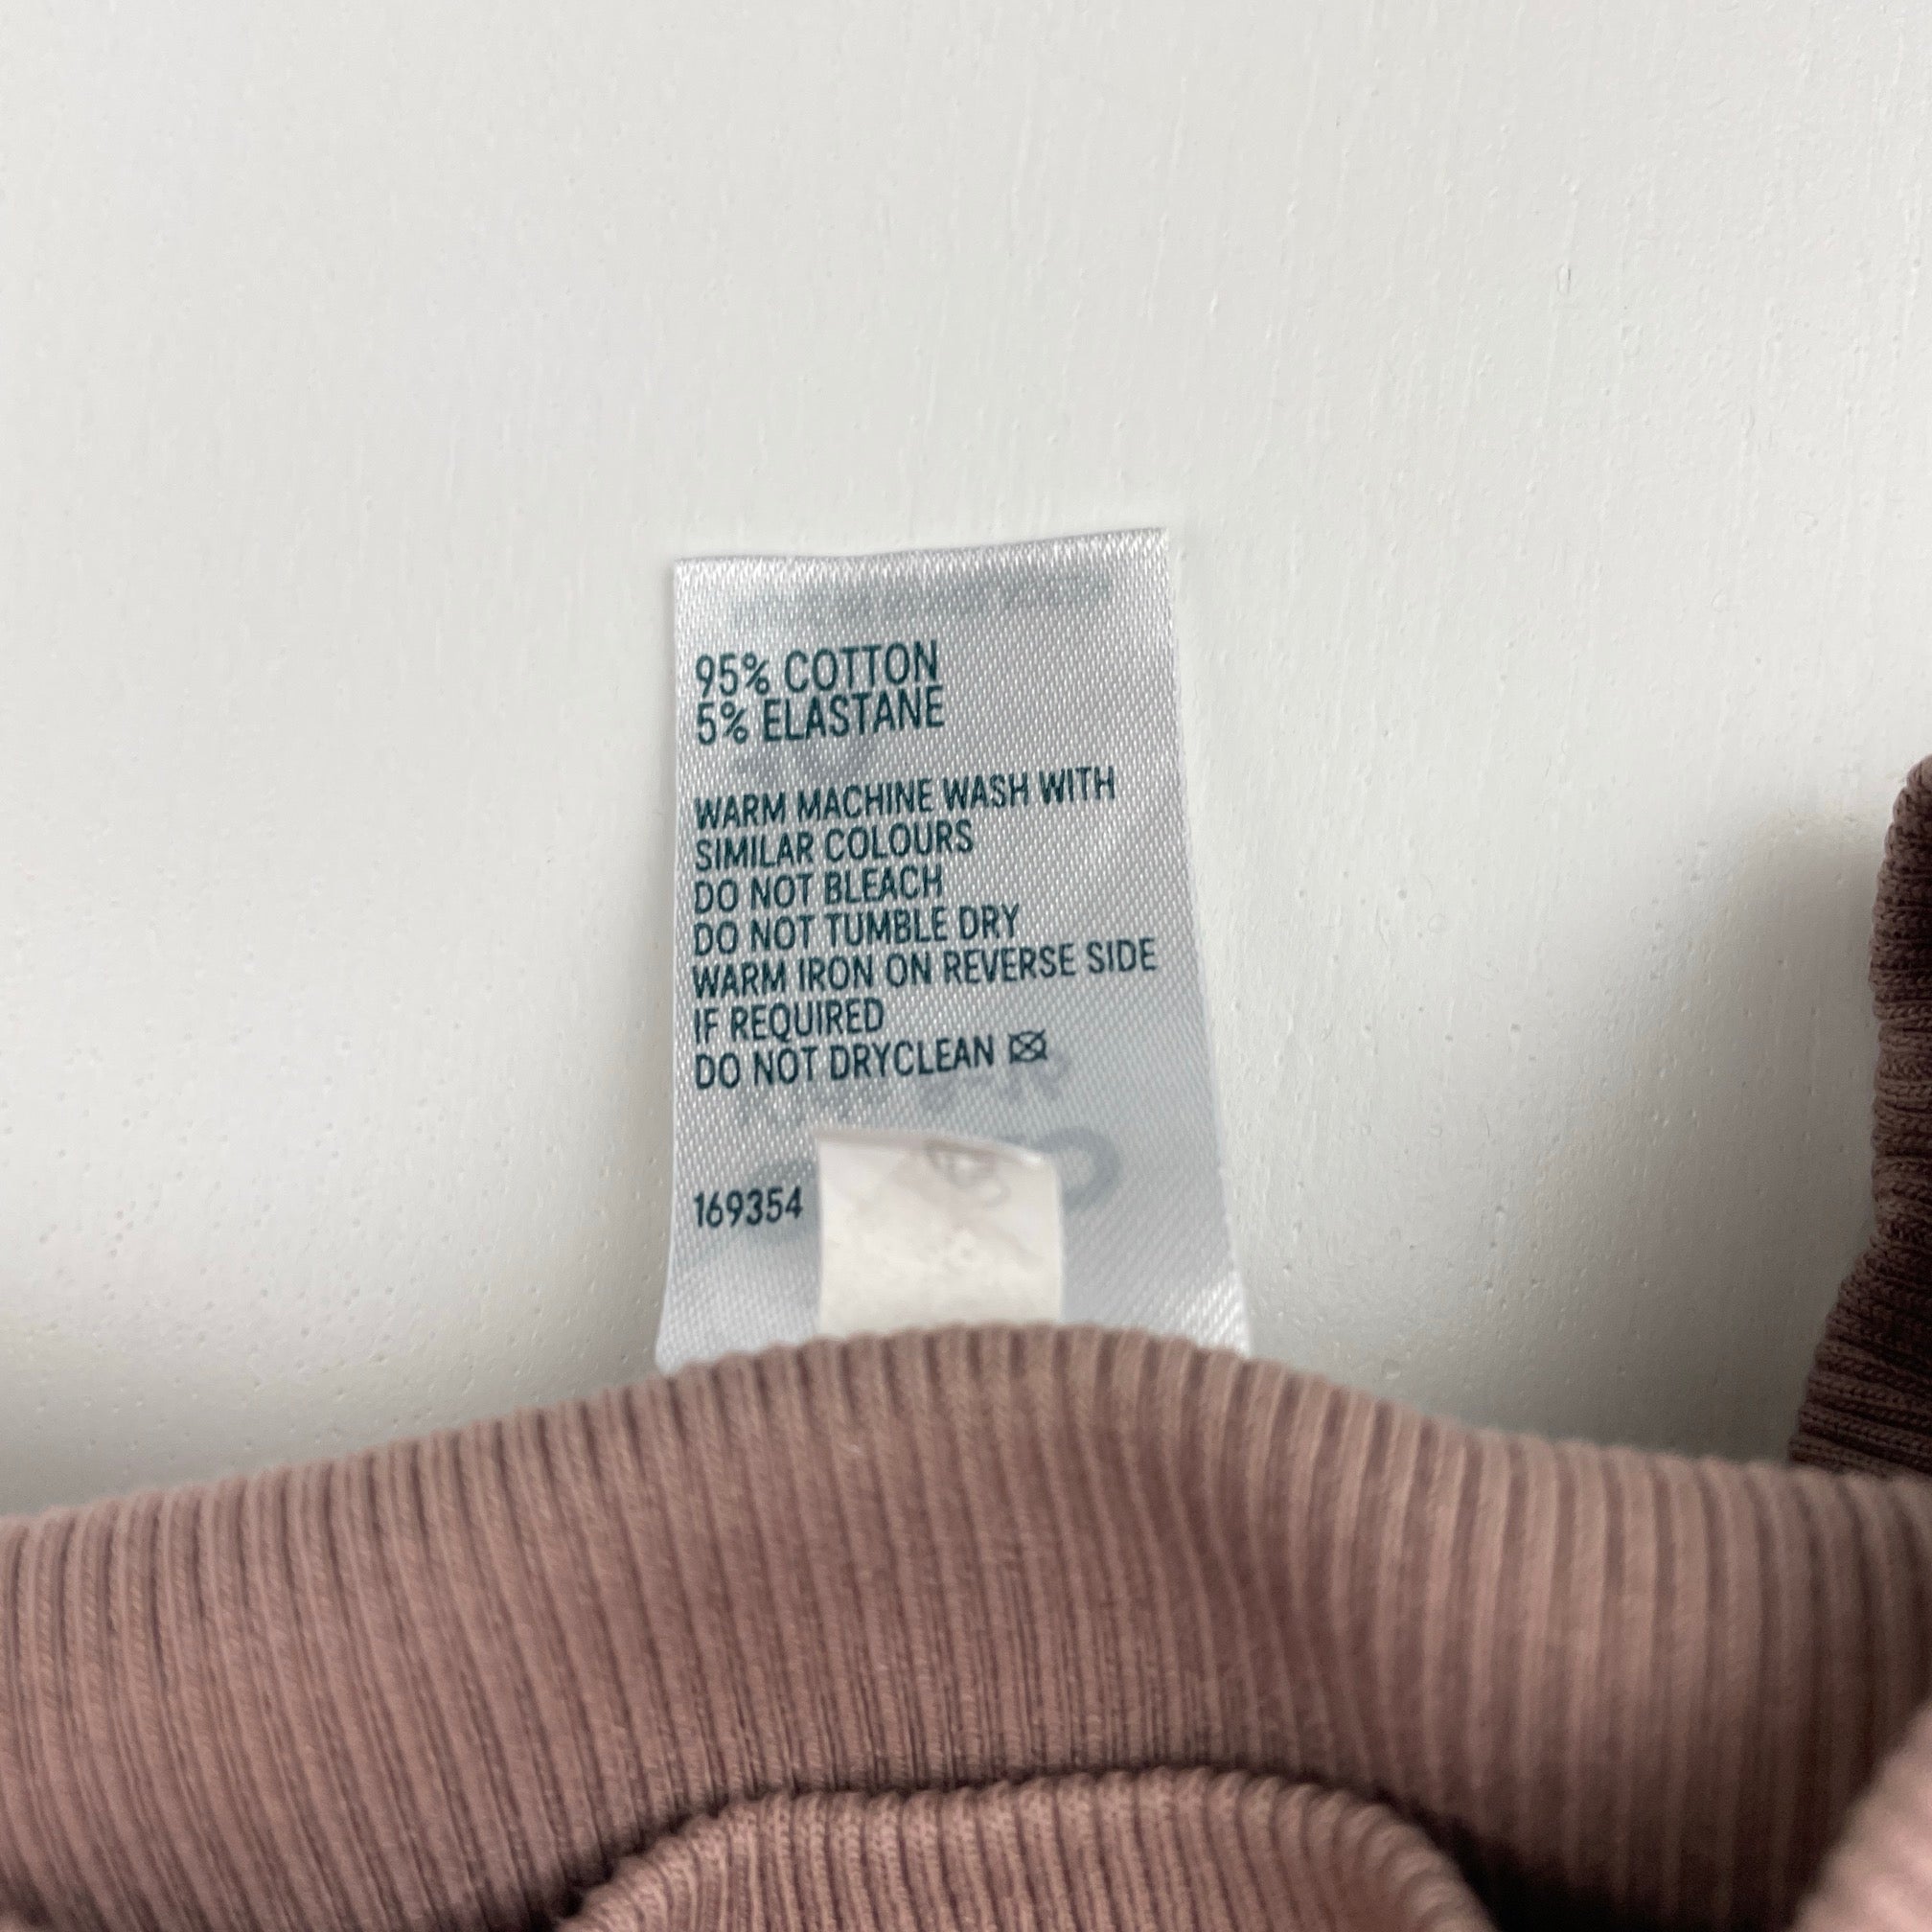 95% COTTON
5% ELASTANE
WARM MACHINE WASH WITH
SIMILAR COLOURS
DO NOT BLEACH
DO NOT TUMBLE DRY
WARM IRON ON REVERSE SIDE
IF REQUIRED
DO NOT DRYCLEAN
169354